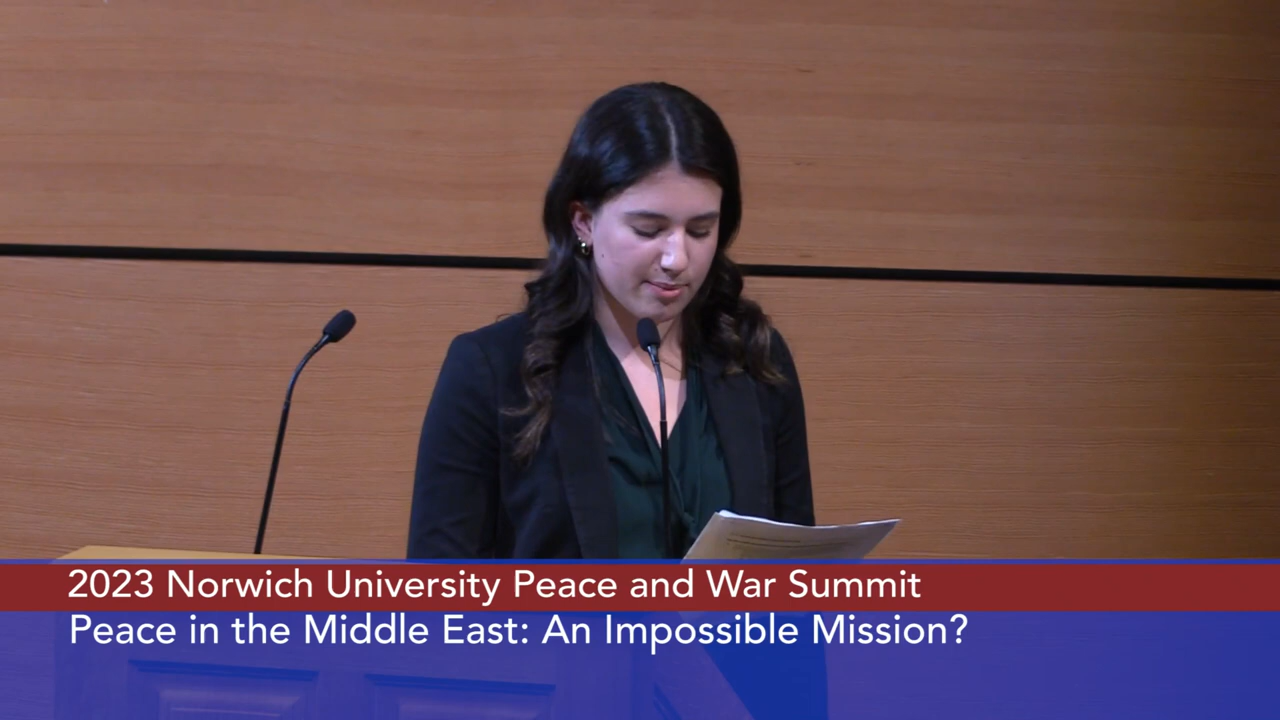 2023 Norwich University Peace and War Summit
Peace in the Middle East: An Impossible Mission?